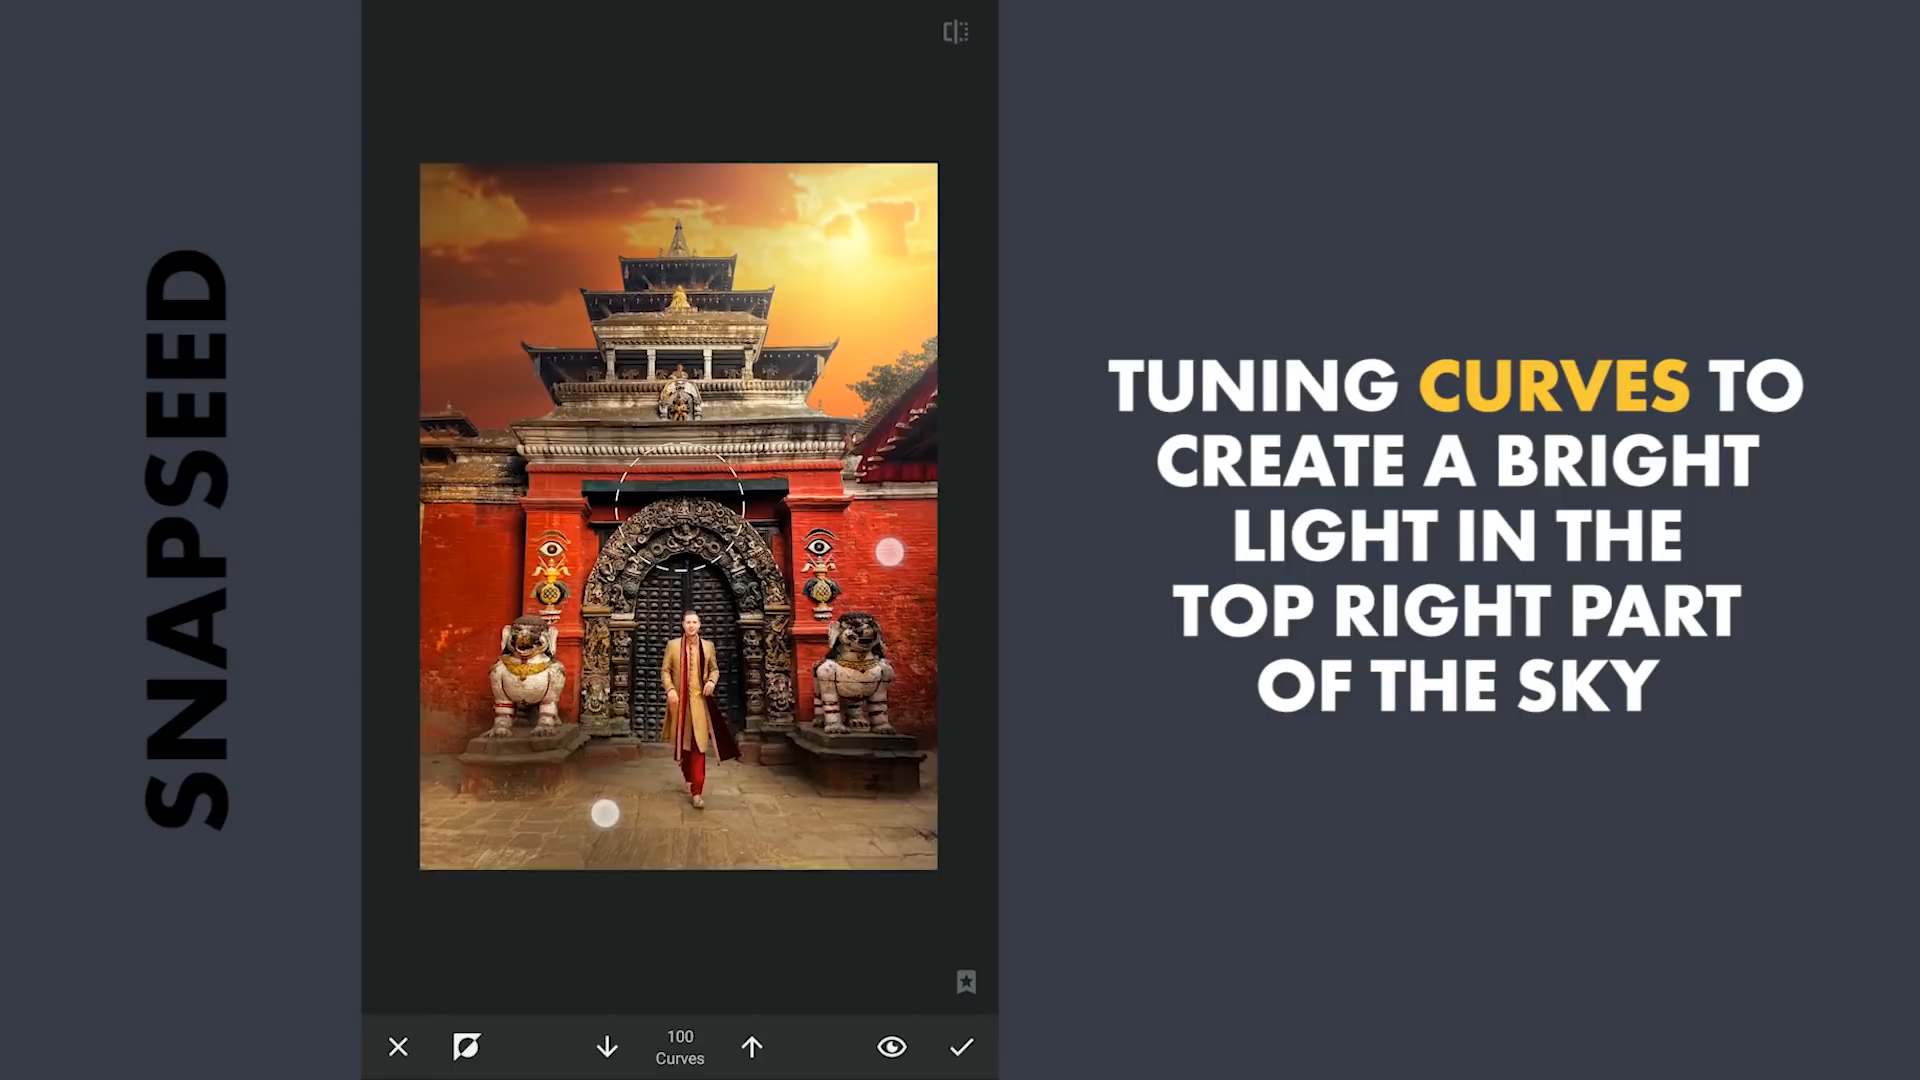 SNAPSEED
TUNING CURVES TO
CREATE A BRIGHT
LIGHT IN THE
TOP RIGHT PART
OF THE SKY
100
Curves